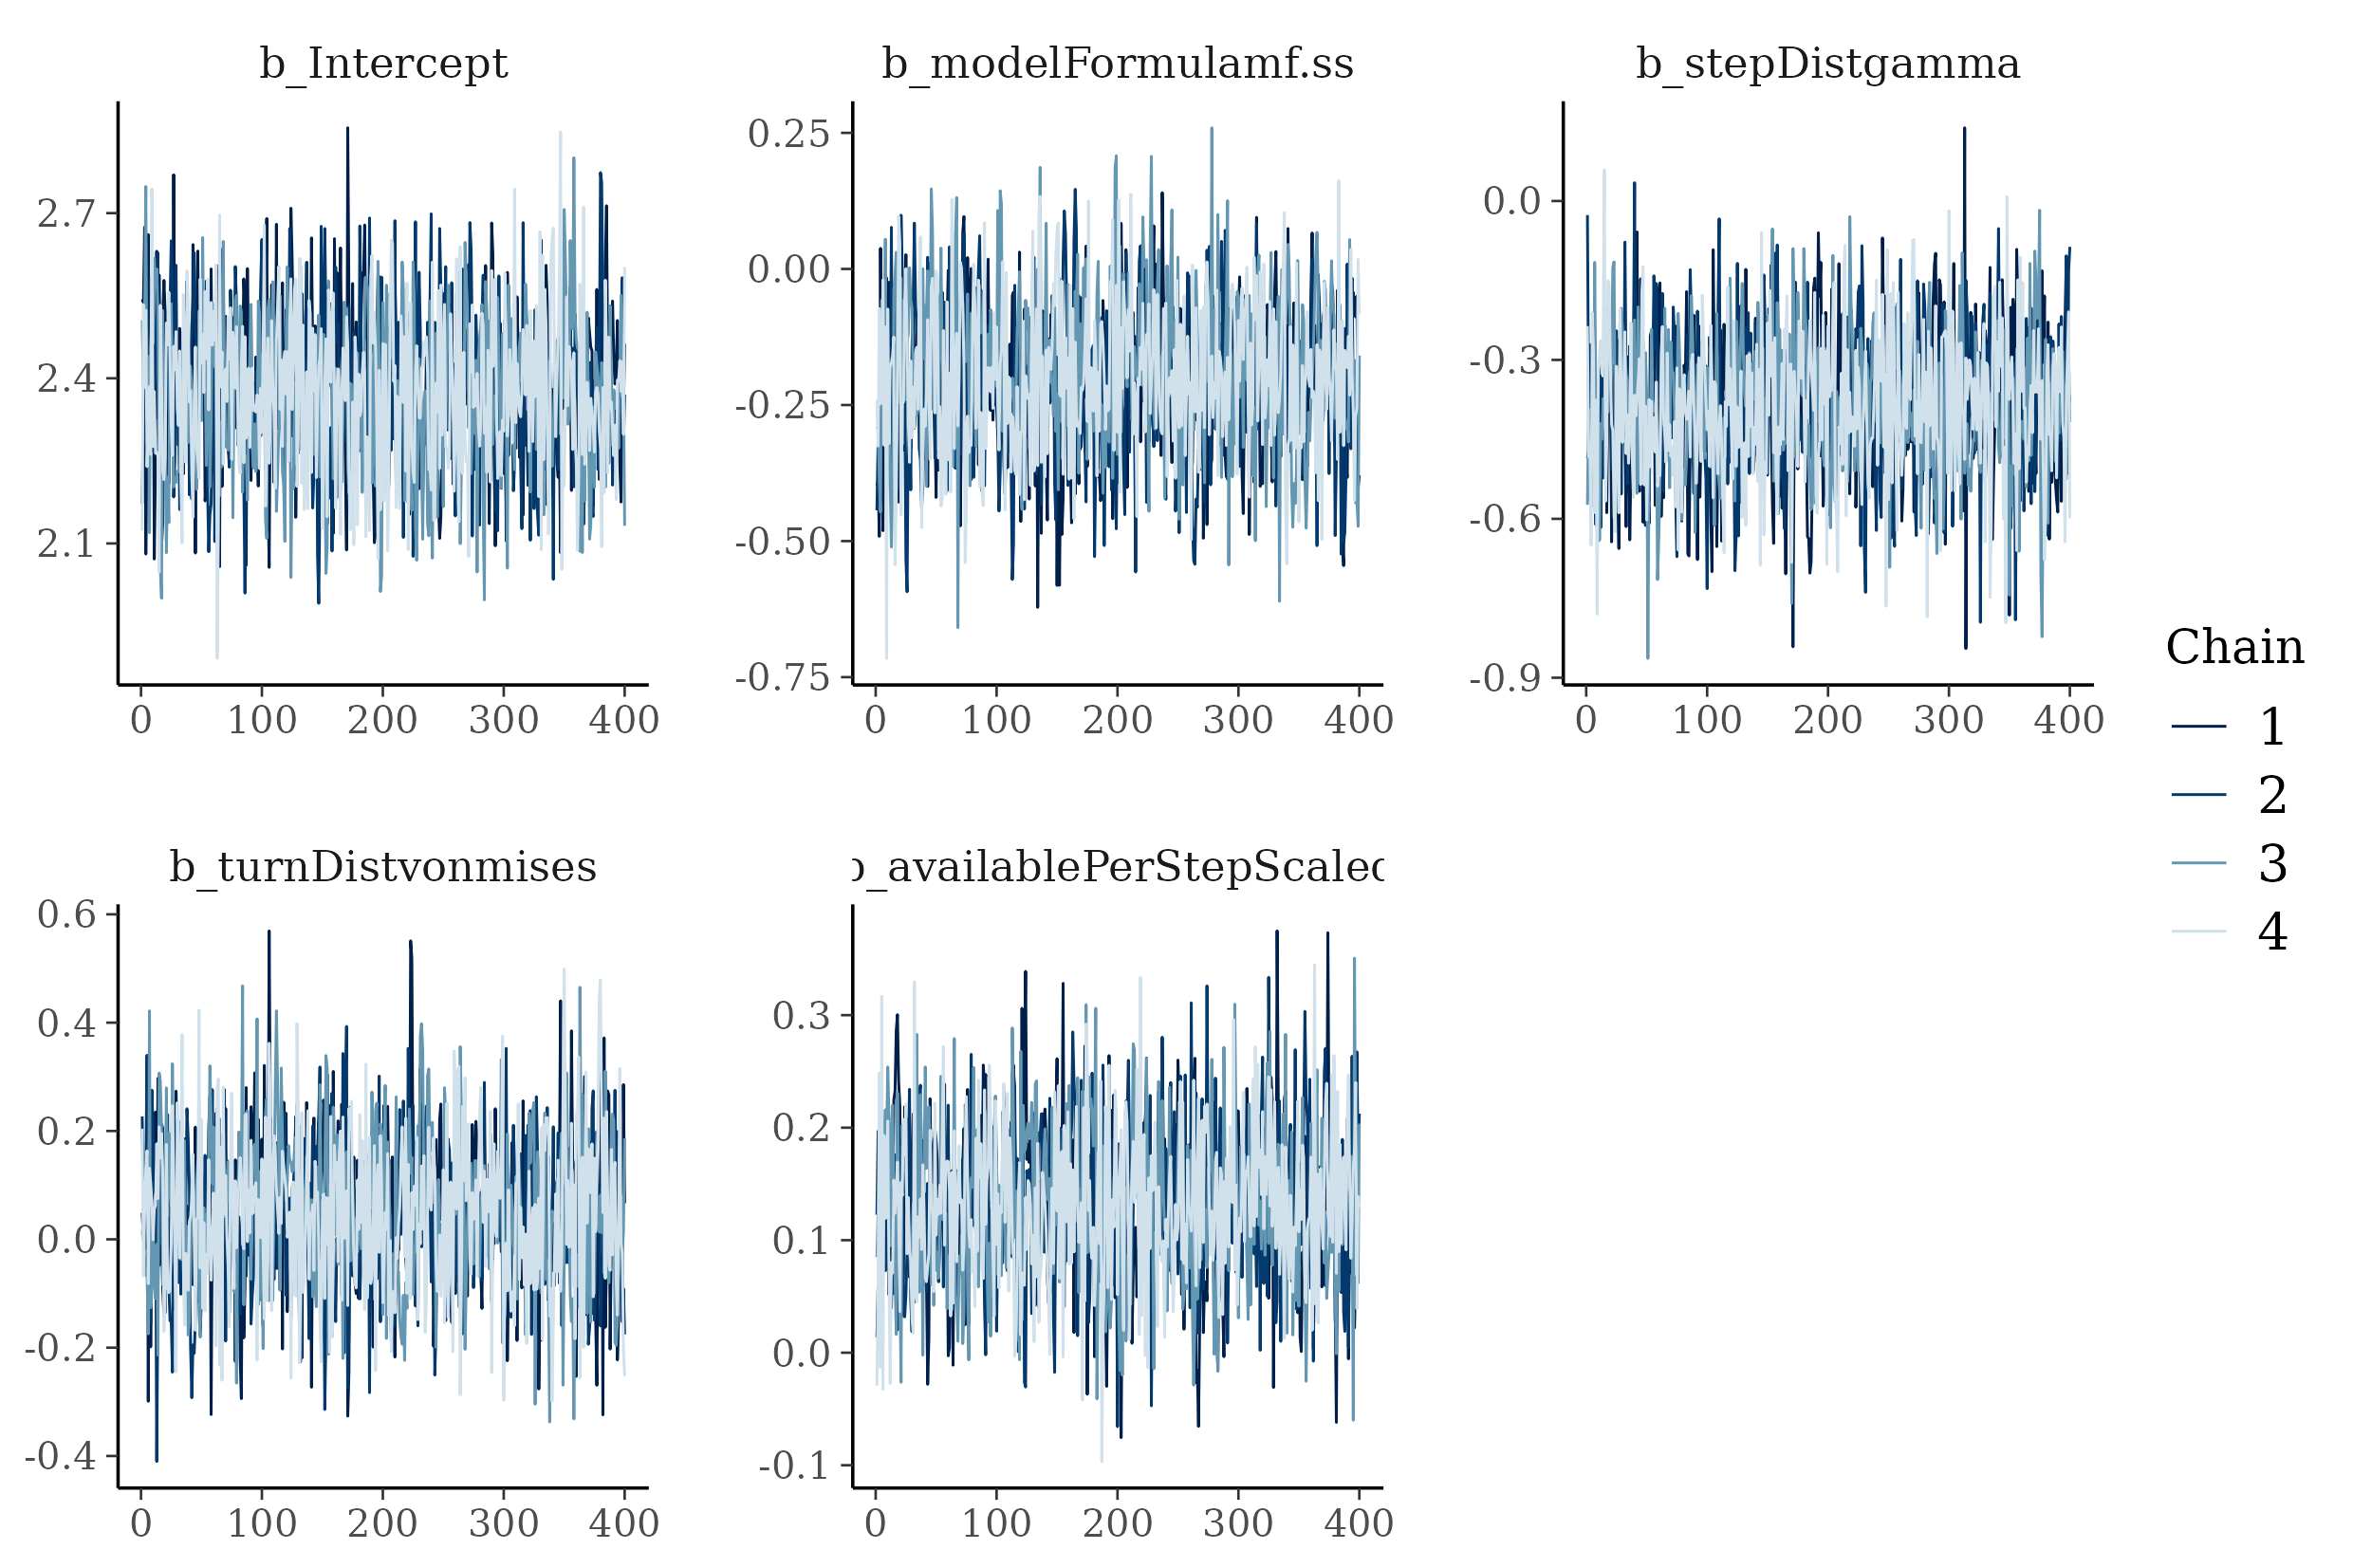 b_Intercept
2.7
2.4
2.1
0 100 200 300 400
b_modelFormulamf.ss
0.25
0.00
-0.25
-0.50
-0.75
0 100 200 300 400
b_stepDistgamma
0.0
-0.3
-0.6
-0.9
0 100 200 300 400
b_turnDistvonmises
0.6
0.4
0.2
0.0
-0.2
-0.4
0 100 200 300 400
b_availablePerStepScaled
0.3
0.2
0.1
0.0
-0.1
0 100 200 300 400
Chain
1
2
3
4